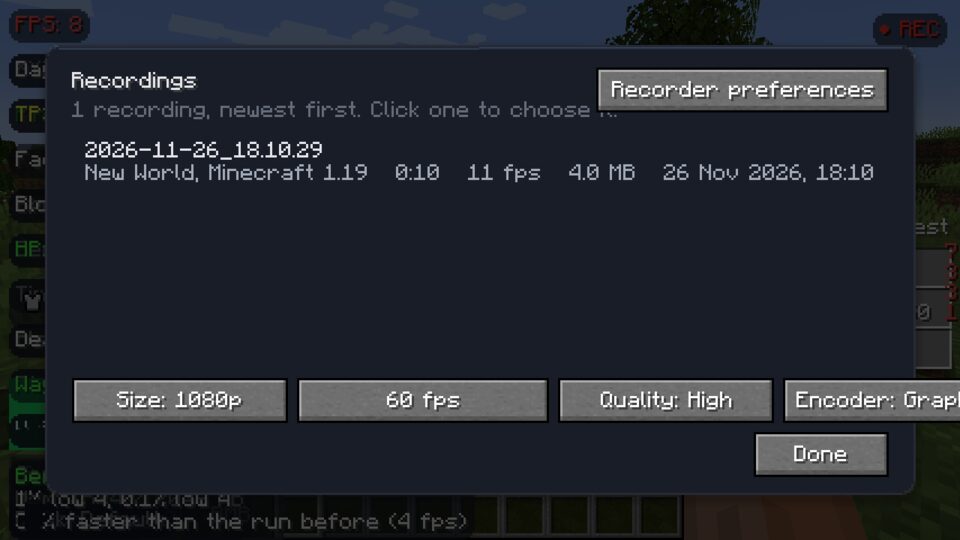 FPS: 8
REC
Recordings
Recorder preferences
1 recording, newest first. Click one to choose
2026-11-26_18.10.29
New World, Minecraft 1.19 0:10 11 fps 4.0 MB 26 Nov 2026, 18:10
Size: 1080p
60 fps
Quality: High
Encoder: Grap
Done
faster than the run before (4 fps)